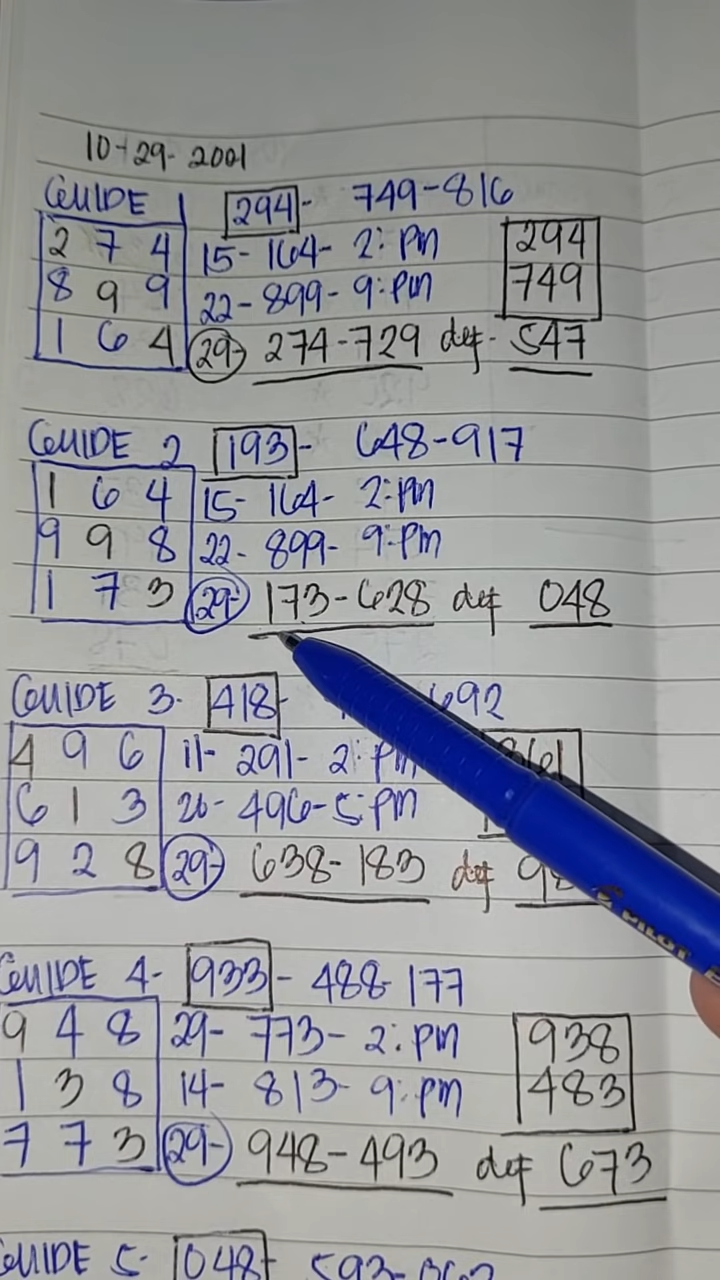 10-29-2001
GUIDE 1 294- 749-816
2 7 4 15-164- 2:PM 294
8 9 9 22-899-9:PM 749
1 6 4 29- 274-729 def- 547
GUIDE 2 193- 648-917
1 6 4 15-164- 2:PM
9 9 8 22-899- 9:PM
1 7 3 29- 173-628 def 048
GUIDE 3- 418- 692
4 9 6 11- 291- 2:PM
6 1 3 20-496-5:PM
9 2 8 29- 638-183 def
GUIDE 4- 933- 488-177
9 4 8 29- 773- 2:PM 938
1 3 8 14- 813- 9:PM 483
7 7 3 29- 948-493 def 673
GUIDE 5- 048-
PILOT